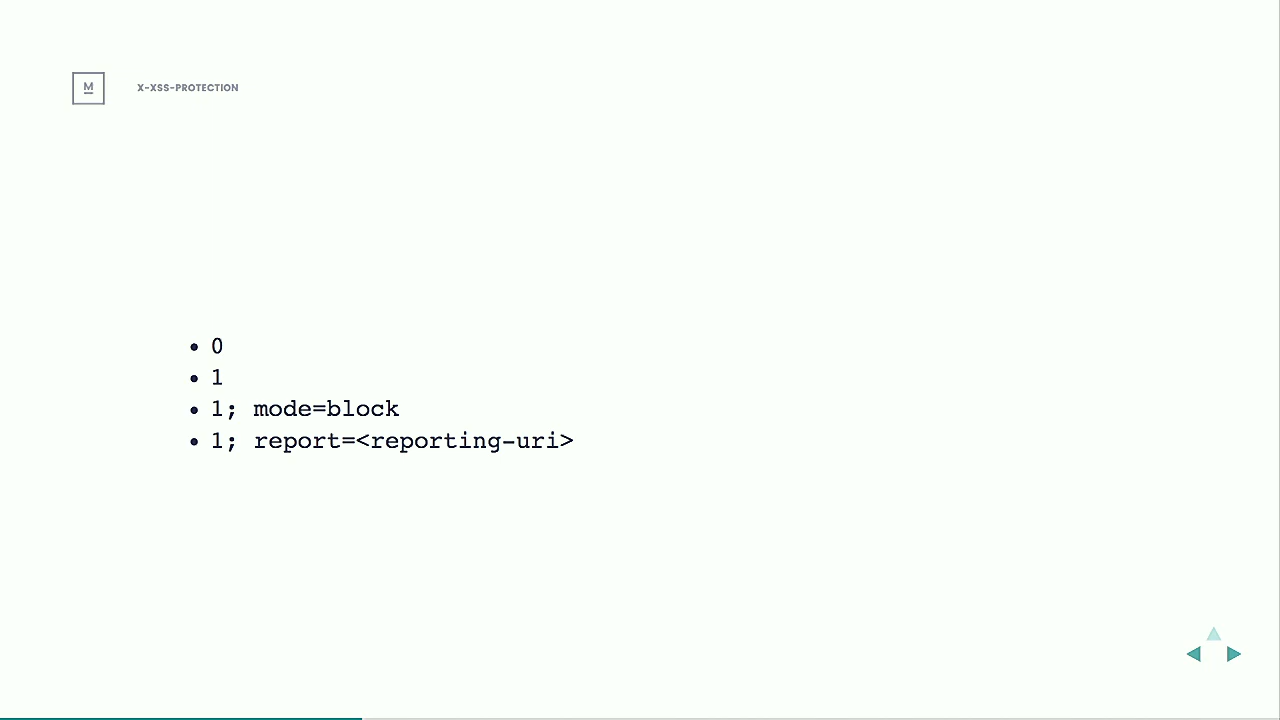 M
X-XSS-PROTECTION
0
1
1; mode=block
1; report=<reporting-uri>